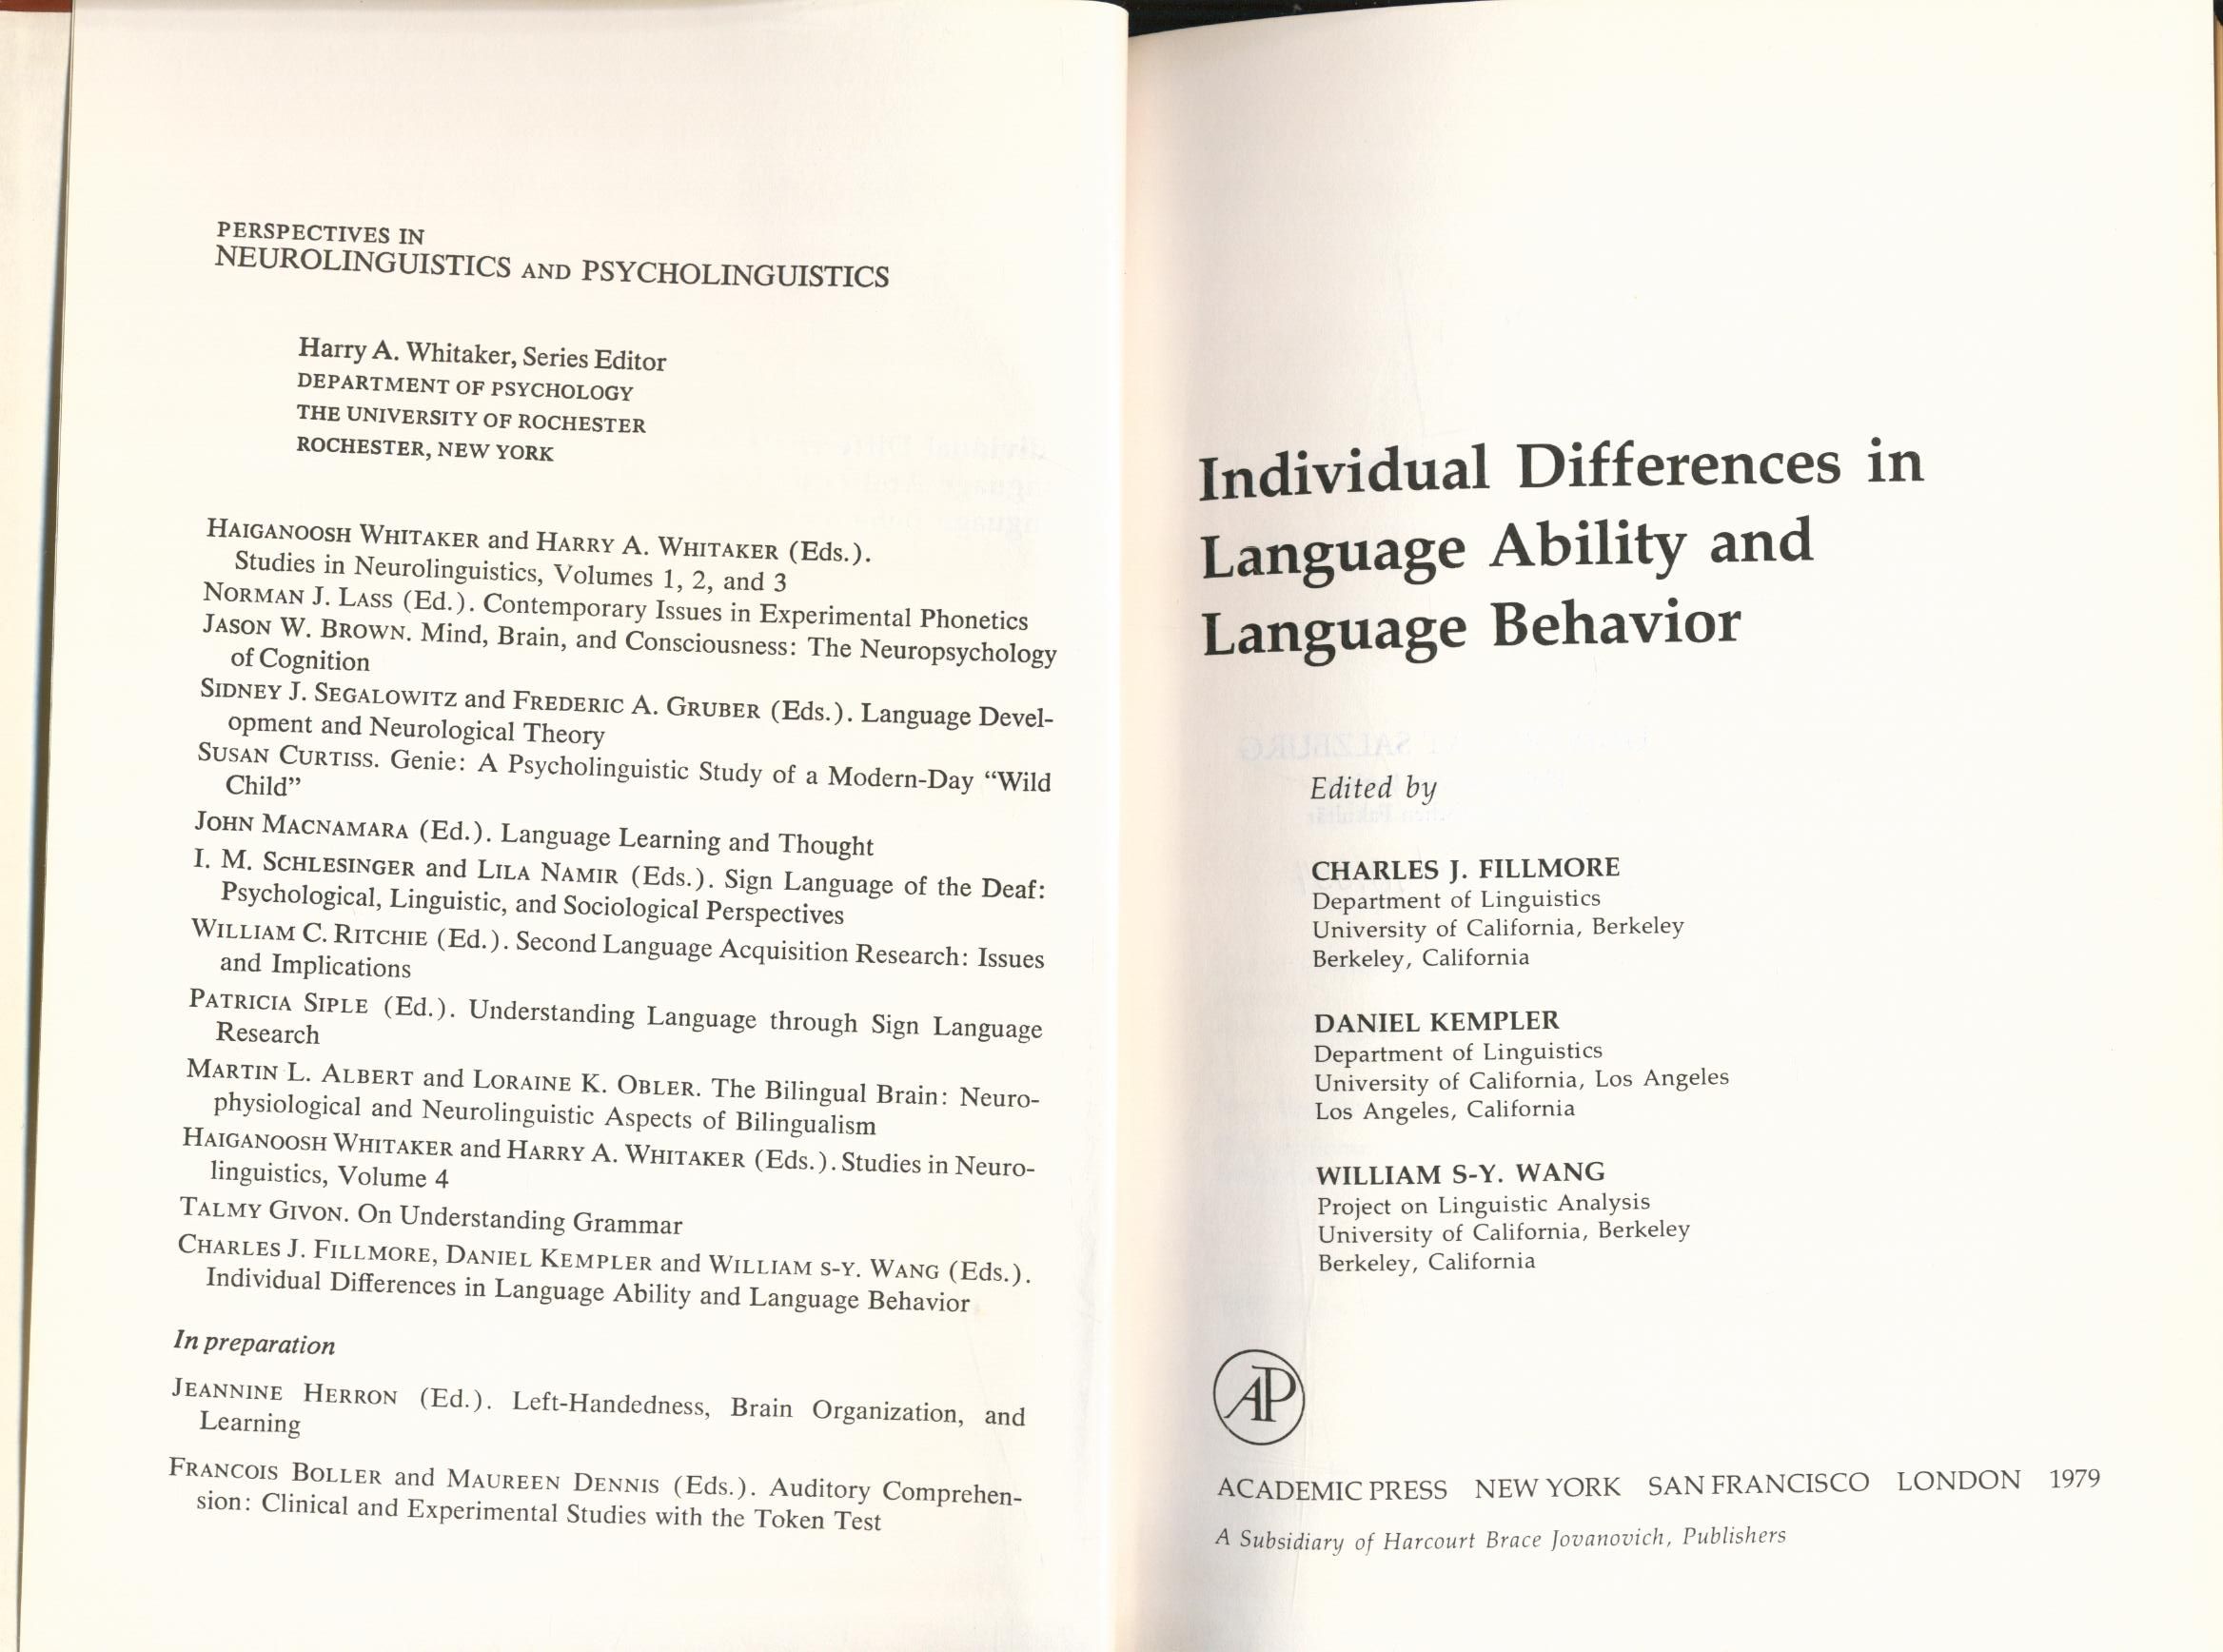 PERSPECTIVES IN
NEUROLINGUISTICS AND PSYCHOLINGUISTICS
Harry A. Whitaker, Series Editor
DEPARTMENT OF PSYCHOLOGY
THE UNIVERSITY OF ROCHESTER
ROCHESTER, NEW YORK
HAIGANOOSH WHITAKER and HARRY A. WHITAKER (Eds.).
Studies in Neurolinguistics, Volumes 1, 2, and 3
NORMAN J. LASS (Ed.). Contemporary Issues in Experimental Phonetics
JASON W. BROWN. Mind, Brain, and Consciousness: The Neuropsychology
of Cognition
SIDNEY J. SEGALOWITZ and FREDERIC A. GRUBER (Eds.). Language Devel-
opment and Neurological Theory
SUSAN CURTISS. Genie: A Psycholinguistic Study of a Modern-Day “Wild
Child”
JOHN MACNAMARA (Ed.). Language Learning and Thought
I. M. SCHLESINGER and LILA NAMIR (Eds.). Sign Language of the Deaf:
Psychological, Linguistic, and Sociological Perspectives
WILLIAM C. RITCHIE (Ed.). Second Language Acquisition Research: Issues
and Implications
PATRICIA SIPLE (Ed.). Understanding Language through Sign Language
Research
MARTIN L. ALBERT and LORAINE K. OBLER. The Bilingual Brain: Neuro-
physiological and Neurolinguistic Aspects of Bilingualism
HAIGANOOSH WHITAKER and HARRY A. WHITAKER (Eds.). Studies in Neuro-
linguistics, Volume 4
TALMY GIVON. On Understanding Grammar
CHARLES J. FILLMORE, DANIEL KEMPLER and WILLIAM S-Y. WANG (Eds.).
Individual Differences in Language Ability and Language Behavior
In preparation
JEANNINE HERRON (Ed.). Left-Handedness, Brain Organization, and
Learning
FRANCOIS BOLLER and MAUREEN DENNIS (Eds.). Auditory Comprehen-
sion: Clinical and Experimental Studies with the Token Test
Individual Differences in
Language Ability and
Language Behavior
Edited by
CHARLES J. FILLMORE
Department of Linguistics
University of California, Berkeley
Berkeley, California
DANIEL KEMPLER
Department of Linguistics
University of California, Los Angeles
Los Angeles, California
WILLIAM S-Y. WANG
Project on Linguistic Analysis
University of California, Berkeley
Berkeley, California
AP
ACADEMIC PRESS NEW YORK SAN FRANCISCO LONDON 1979
A Subsidiary of Harcourt Brace Jovanovich, Publishers